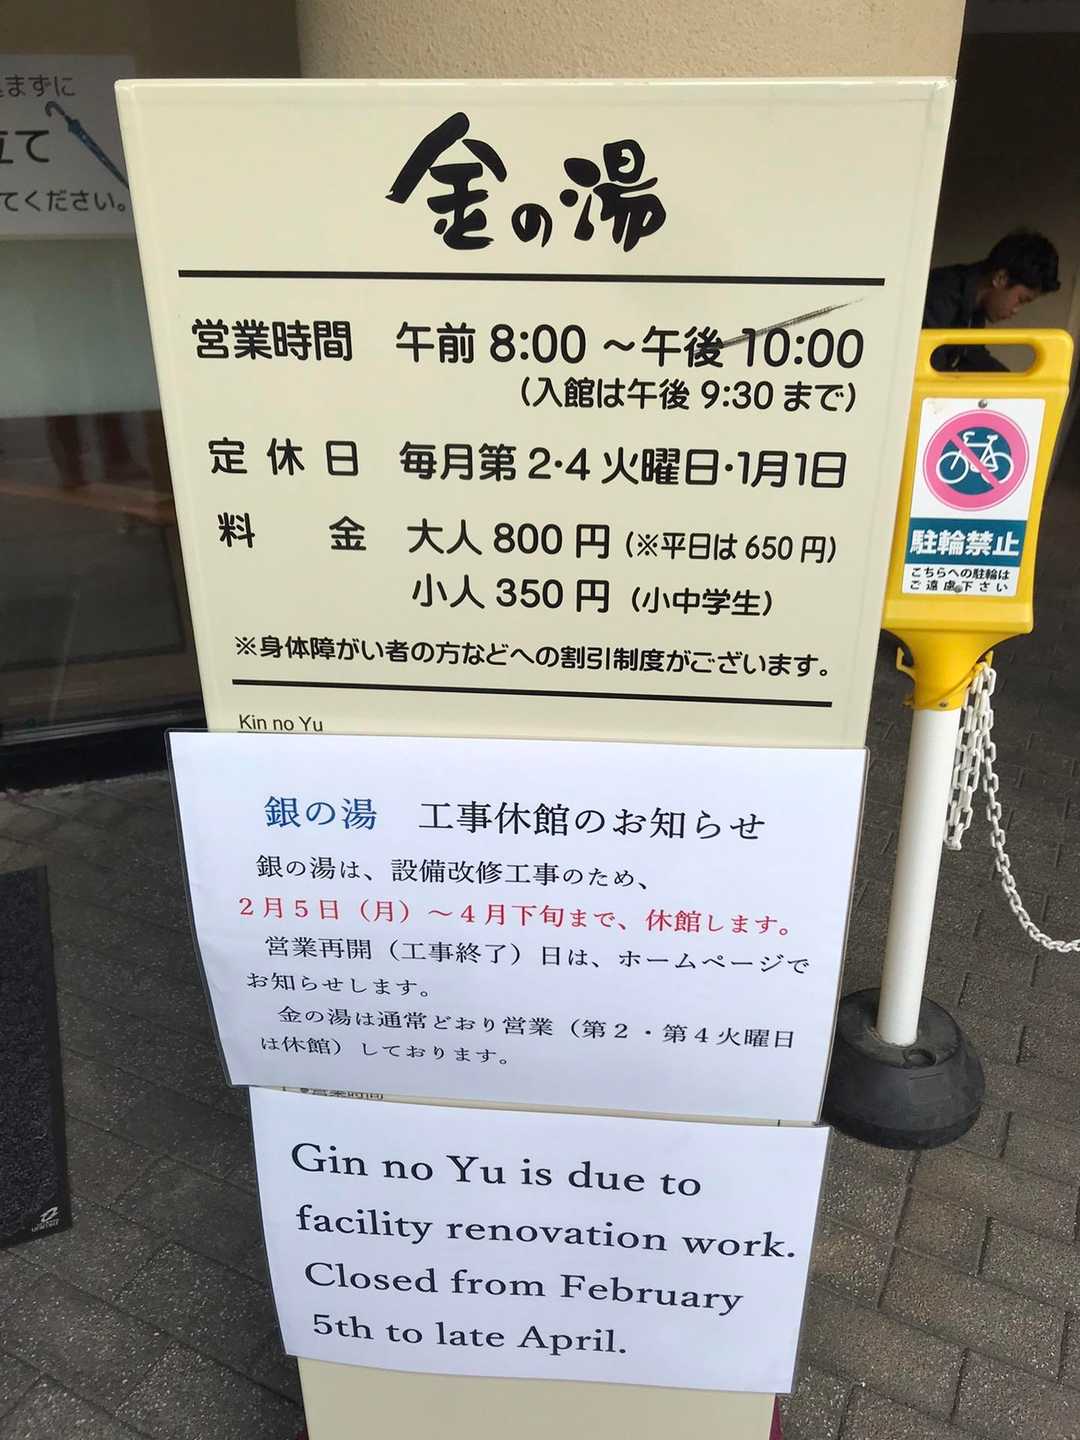 まずに
立て
てください。
金の湯
営業時間 午前 8:00 ～午後 10:00
(入館は午後 9:30 まで)
定休日 毎月第 2・4 火曜日・1月1日
料 金 大人 800 円 (※平日は 650 円)
小人 350 円 (小中学生)
※身体障がい者の方などへの割引制度がございます。
Kin no Yu
銀の湯 工事休館のお知らせ
銀の湯は、設備改修工事のため、
２月５日（月）～４月下旬まで、休館します。
営業再開（工事終了）日は、ホームページで
お知らせします。
金の湯は通常どおり営業（第２・第４火曜日
は休館）しております。
営業時間
Gin no Yu is due to
facility renovation work.
Closed from February
5th to late April.
駐輪禁止
こちらへの駐輪は
ご遠慮下さい